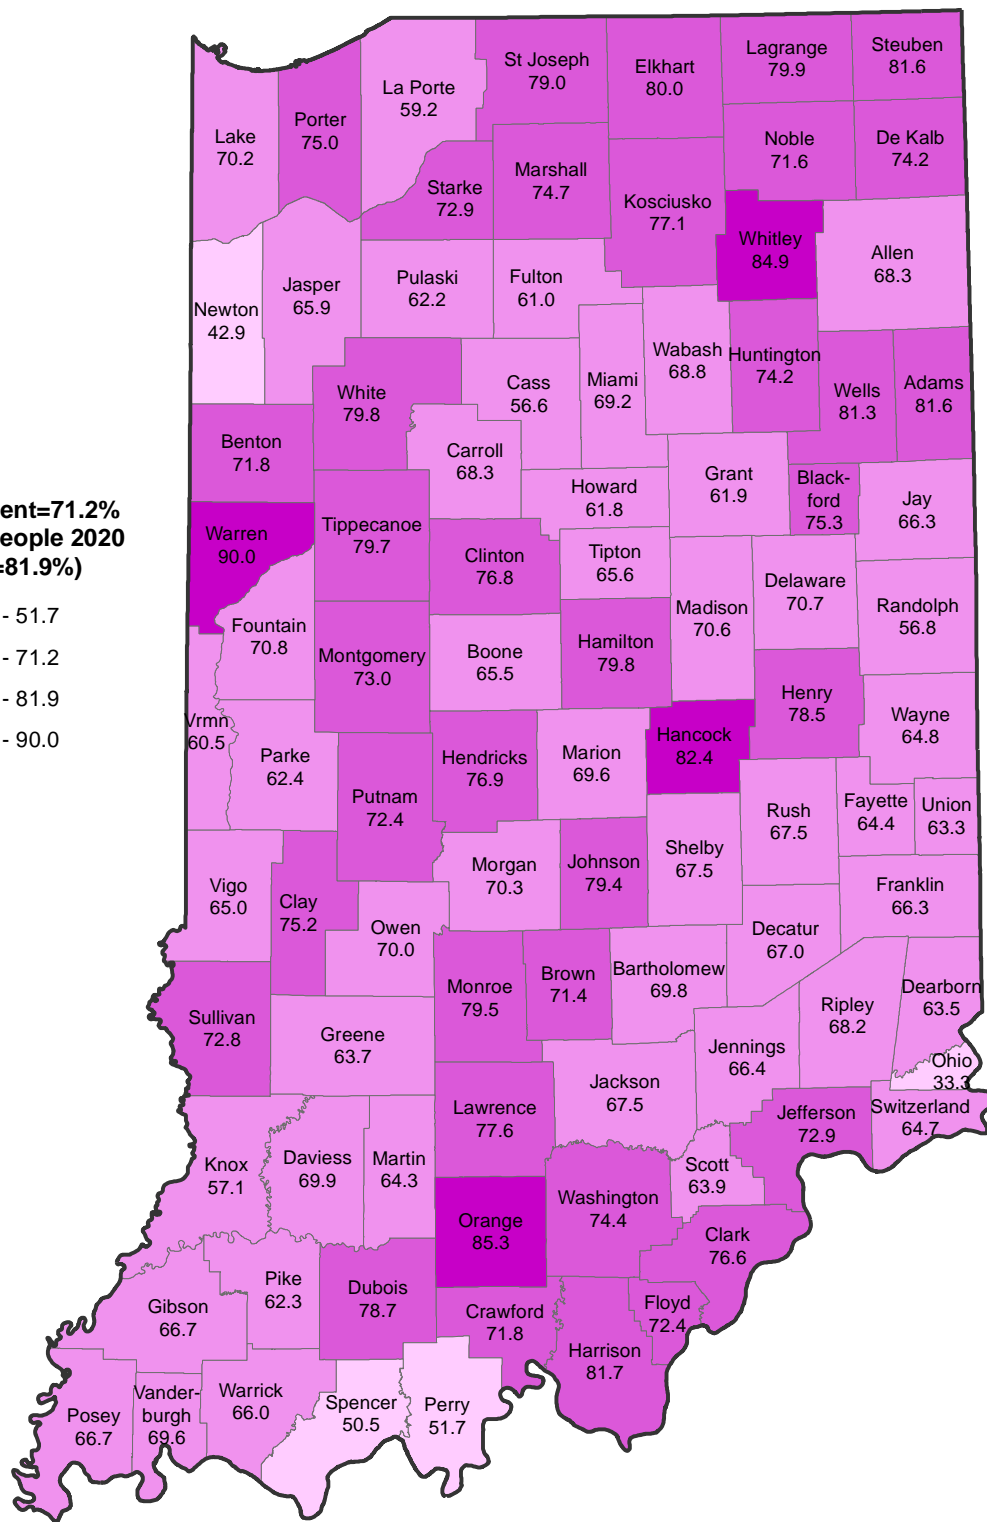 St Joseph
79.0
Elkhart
80.0
Lagrange
79.9
Steuben
81.6
La Porte
59.2
Lake
70.2
Porter
75.0
Noble
71.6
De Kalb
74.2
Starke
72.9
Marshall
74.7
Kosciusko
77.1
Whitley
84.9
Allen
68.3
Newton
42.9
Jasper
65.9
Pulaski
62.2
Fulton
61.0
Wabash
68.8
Huntington
74.2
White
79.8
Cass
56.6
Miami
69.2
Wells
81.3
Adams
81.6
Benton
71.8
Carroll
68.3
Howard
61.8
Grant
61.9
Black-
ford
75.3
Jay
66.3
ent=71.2%
eople 2020
=81.9%)
- 51.7
- 71.2
- 81.9
- 90.0
Warren
90.0
Tippecanoe
79.7
Clinton
76.8
Tipton
65.6
Delaware
70.7
Madison
70.6
Randolph
56.8
Fountain
70.8
Montgomery
73.0
Boone
65.5
Hamilton
79.8
Henry
78.5
Wayne
64.8
Vrmn
60.5
Parke
62.4
Hendricks
76.9
Marion
69.6
Hancock
82.4
Putnam
72.4
Rush
67.5
Fayette
64.4
Union
63.3
Morgan
70.3
Johnson
79.4
Shelby
67.5
Vigo
65.0
Clay
75.2
Franklin
66.3
Owen
70.0
Decatur
67.0
Monroe
79.5
Brown
71.4
Bartholomew
69.8
Dearborn
63.5
Ripley
68.2
Sullivan
72.8
Greene
63.7
Jennings
66.4
Ohio
33.3
Jackson
67.5
Lawrence
77.6
Jefferson
72.9
Switzerland
64.7
Knox
57.1
Daviess
69.9
Martin
64.3
Scott
63.9
Orange
85.3
Washington
74.4
Clark
76.6
Pike
62.3
Dubois
78.7
Gibson
66.7
Crawford
71.8
Floyd
72.4
Harrison
81.7
Posey
66.7
Vander-
burgh
69.6
Warrick
66.0
Spencer
50.5
Perry
51.7